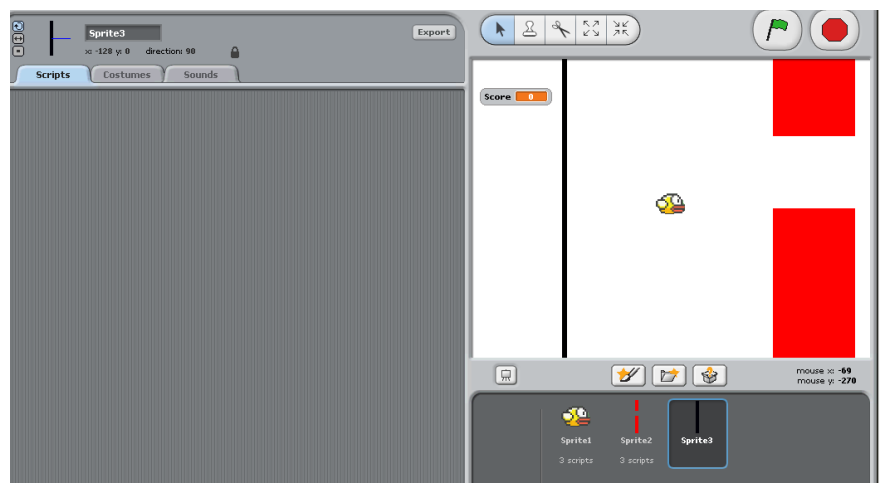 Sprite3
Export
x: -128 y: 0 direction: 90
Scripts
Costumes
Sounds
Score 0
mouse x: -69
mouse y: -270
Sprite1
Sprite2
Sprite3
3 scripts
3 scripts